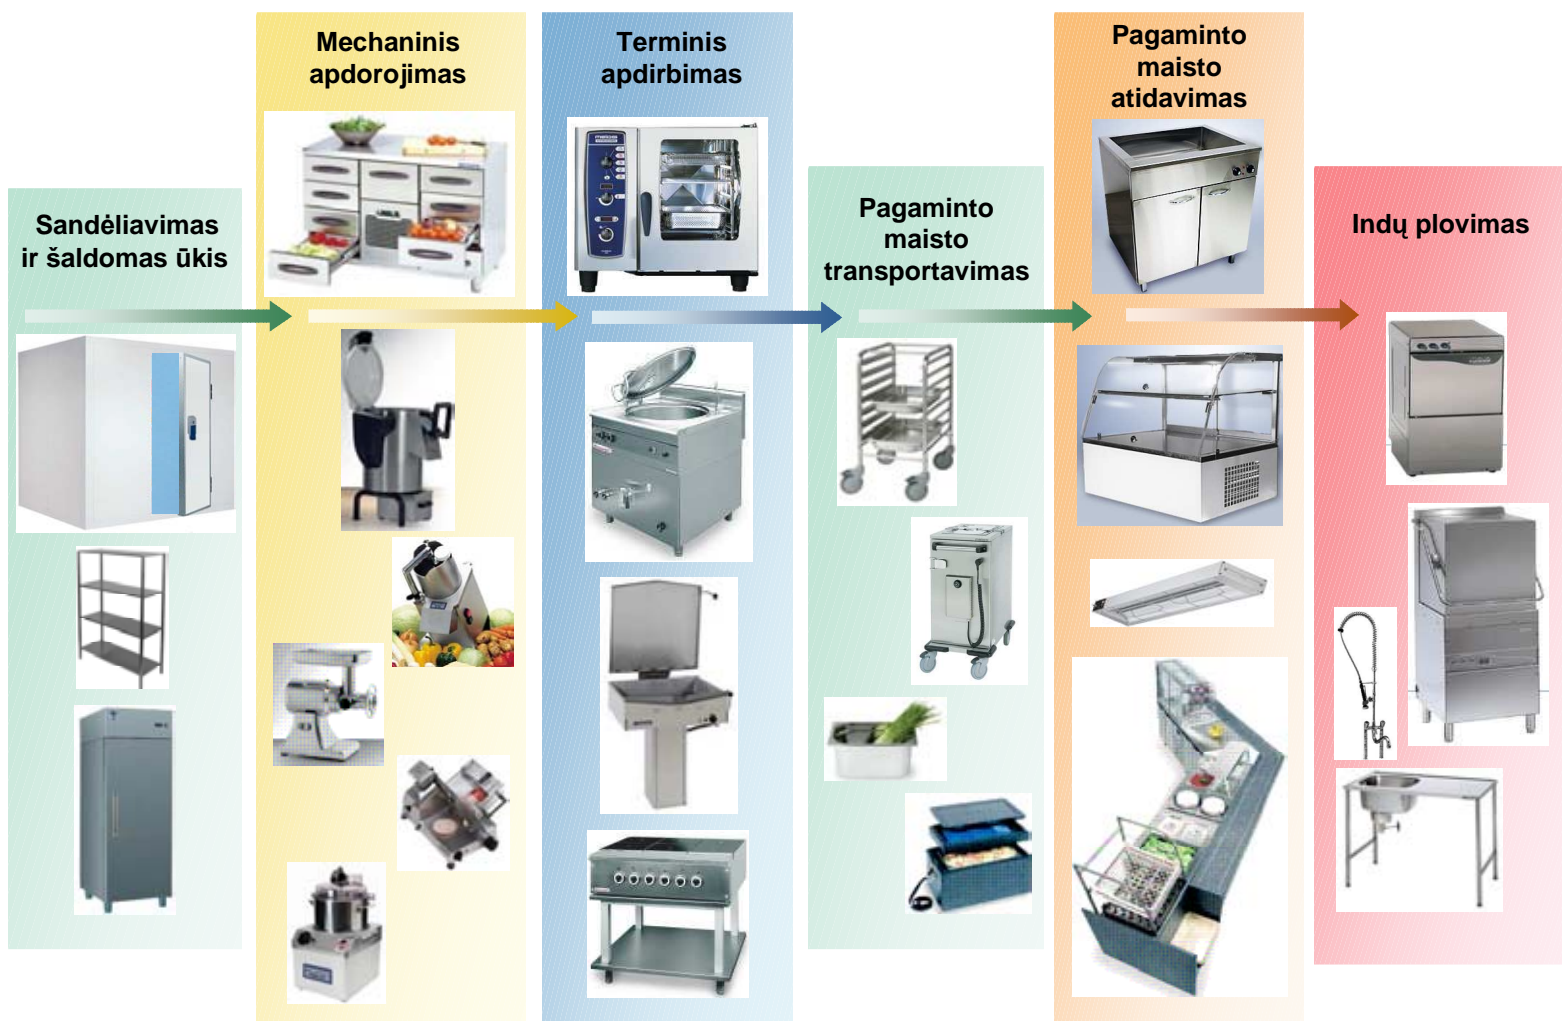 Sandėliavimas
ir šaldomas ūkis
Mechaninis
apdorojimas
Terminis
apdirbimas
Pagaminto
maisto
transportavimas
Pagaminto
maisto
atidavimas
Indų plovimas